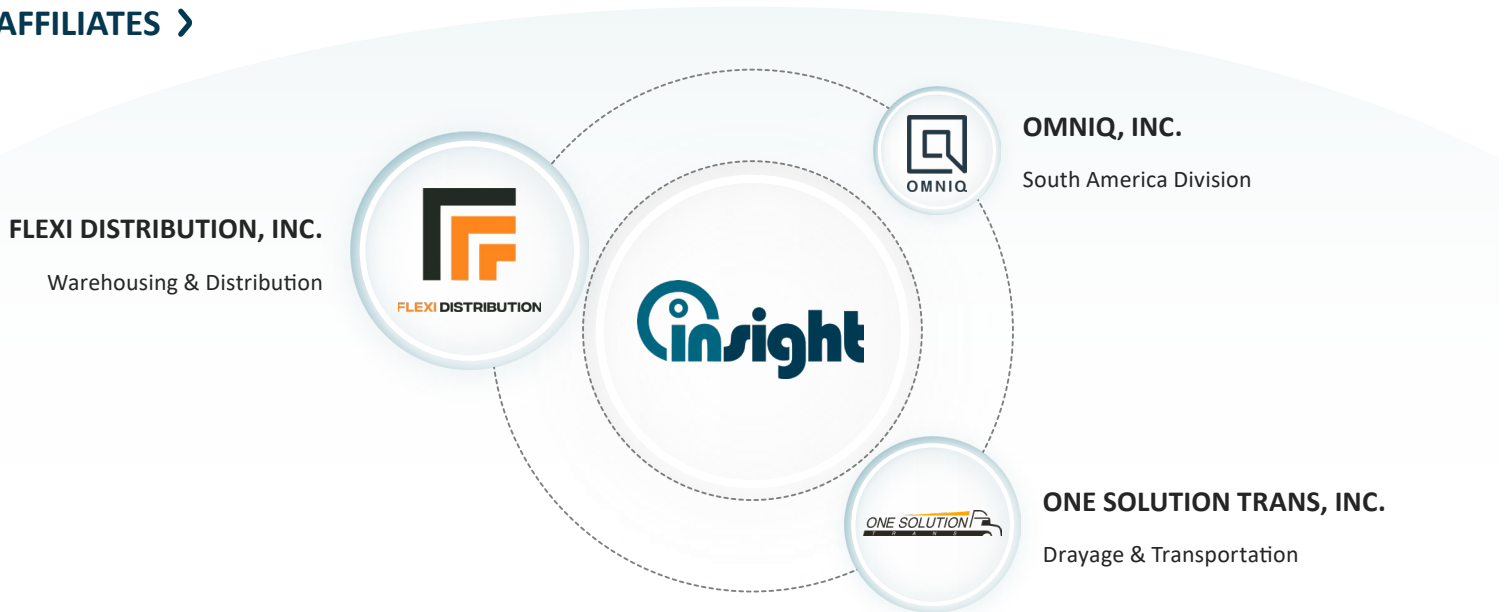 AFFILIATES
OMNIQ
OMNIQ, INC.
South America Division
FLEXI DISTRIBUTION, INC.
Warehousing & Distribution
FLEXI DISTRIBUTION
insight
ONE SOLUTION
TRANS
ONE SOLUTION TRANS, INC.
Drayage & Transportation